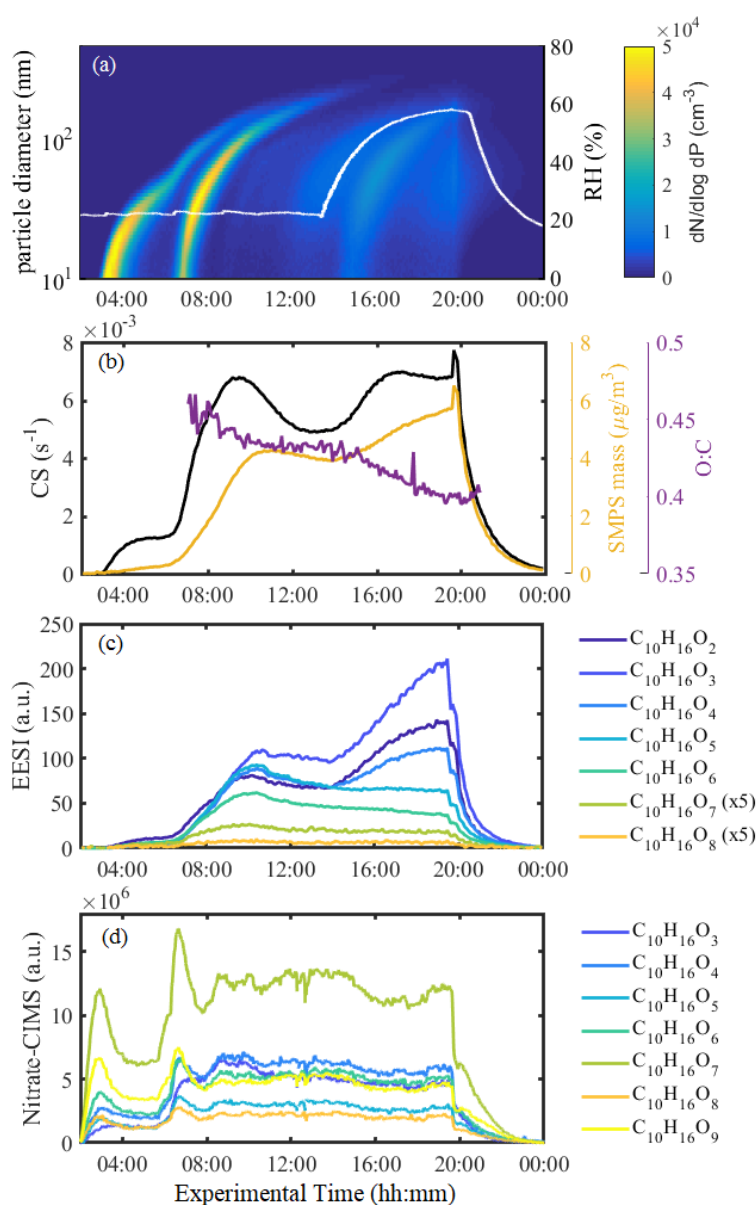 (a)
particle diameter (nm)
10²
10¹
80
60
40
20
0
RH (%)
×10⁴
5
4
3
2
1
0
dN/dlog dP (cm⁻³)
04:00 08:00 12:00 16:00 20:00 00:00
×10⁻³
(b)
CS (s⁻¹)
8
6
4
2
0
8
6
4
2
0
SMPS mass (μg/m³)
0.5
0.45
0.4
0.35
O:C
04:00 08:00 12:00 16:00 20:00 00:00
(c)
EESI (a.u.)
250
200
150
100
50
0
C₁₀H₁₆O₂
C₁₀H₁₆O₃
C₁₀H₁₆O₄
C₁₀H₁₆O₅
C₁₀H₁₆O₆
C₁₀H₁₆O₇ (x5)
C₁₀H₁₆O₈ (x5)
04:00 08:00 12:00 16:00 20:00 00:00
×10⁶
(d)
Nitrate-CIMS (a.u.)
15
10
5
0
C₁₀H₁₆O₃
C₁₀H₁₆O₄
C₁₀H₁₆O₅
C₁₀H₁₆O₆
C₁₀H₁₆O₇
C₁₀H₁₆O₈
C₁₀H₁₆O₉
04:00 08:00 12:00 16:00 20:00 00:00
Experimental Time (hh:mm)